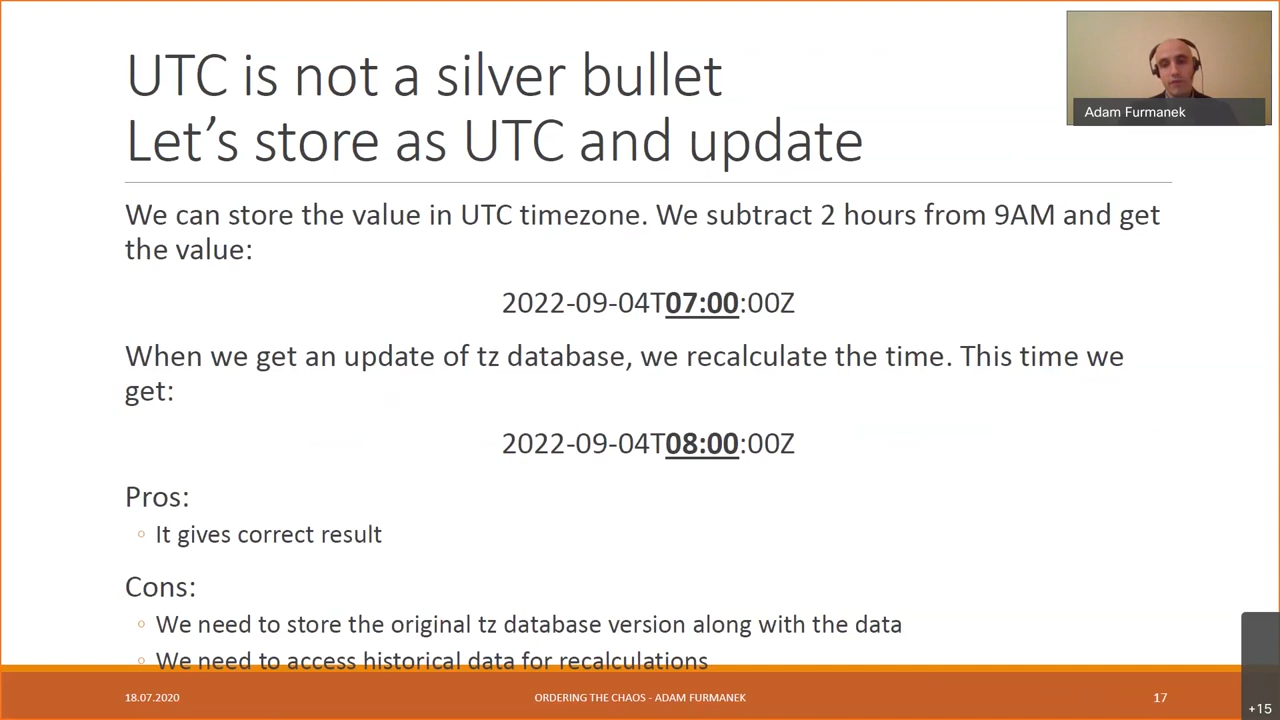 UTC is not a silver bullet
Let's store as UTC and update
Adam Furmanek
We can store the value in UTC timezone. We subtract 2 hours from 9AM and get
the value:
2022-09-04T07:00:00Z
When we get an update of tz database, we recalculate the time. This time we
get:
2022-09-04T08:00:00Z
Pros:
◦ It gives correct result
Cons:
◦ We need to store the original tz database version along with the data
◦ We need to access historical data for recalculations
18.07.2020
ORDERING THE CHAOS - ADAM FURMANEK
17
+15